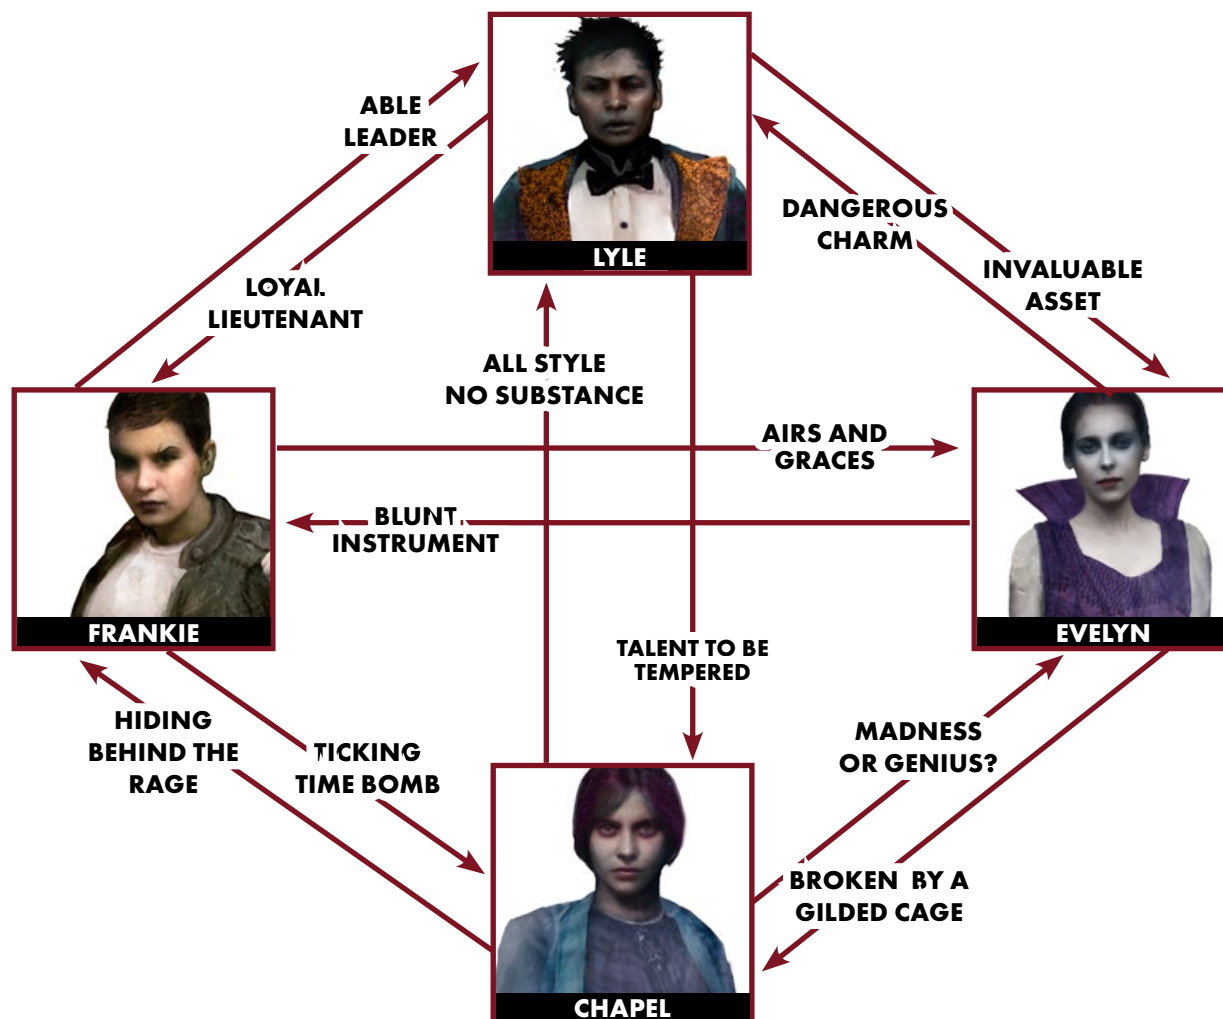 ABLE
LEADER
LYLE
DANGEROUS
CHARM
INVALUABLE
ASSET
LOYAL
LIEUTENANT
ALL STYLE
NO SUBSTANCE
AIRS AND
GRACES
BLUNT
INSTRUMENT
FRANKIE
EVELYN
TALENT TO BE
TEMPERED
HIDING
BEHIND THE
RAGE
TICKING
TIME BOMB
MADNESS
OR GENIUS?
BROKEN BY A
GILDED CAGE
CHAPEL